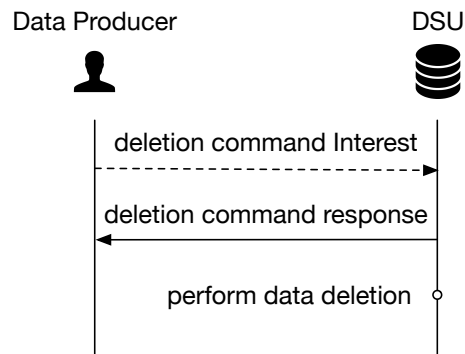 Data Producer
DSU
deletion command Interest
deletion command response
perform data deletion